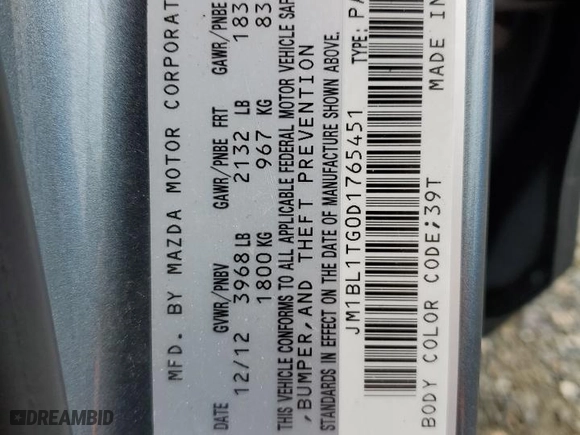 MFD. BY MAZDA MOTOR CORPORAT
DATE GVWR/PNBV GAWR/PNBE FRT GAWR/PNBE
12/12 3968 LB 2132 LB 183
1800 KG 967 KG 83
THIS VEHICLE CONFORMS TO ALL APPLICABLE FEDERAL MOTOR VEHICLE SAF
,BUMPER,AND THEFT PREVENTION
STANDARDS IN EFFECT ON THE DATE OF MANUFACTURE SHOWN ABOVE.
JM1BL1TG0D1765451 TYPE: PA
BODY COLOR CODE;39T MADE IN
DREAMBID